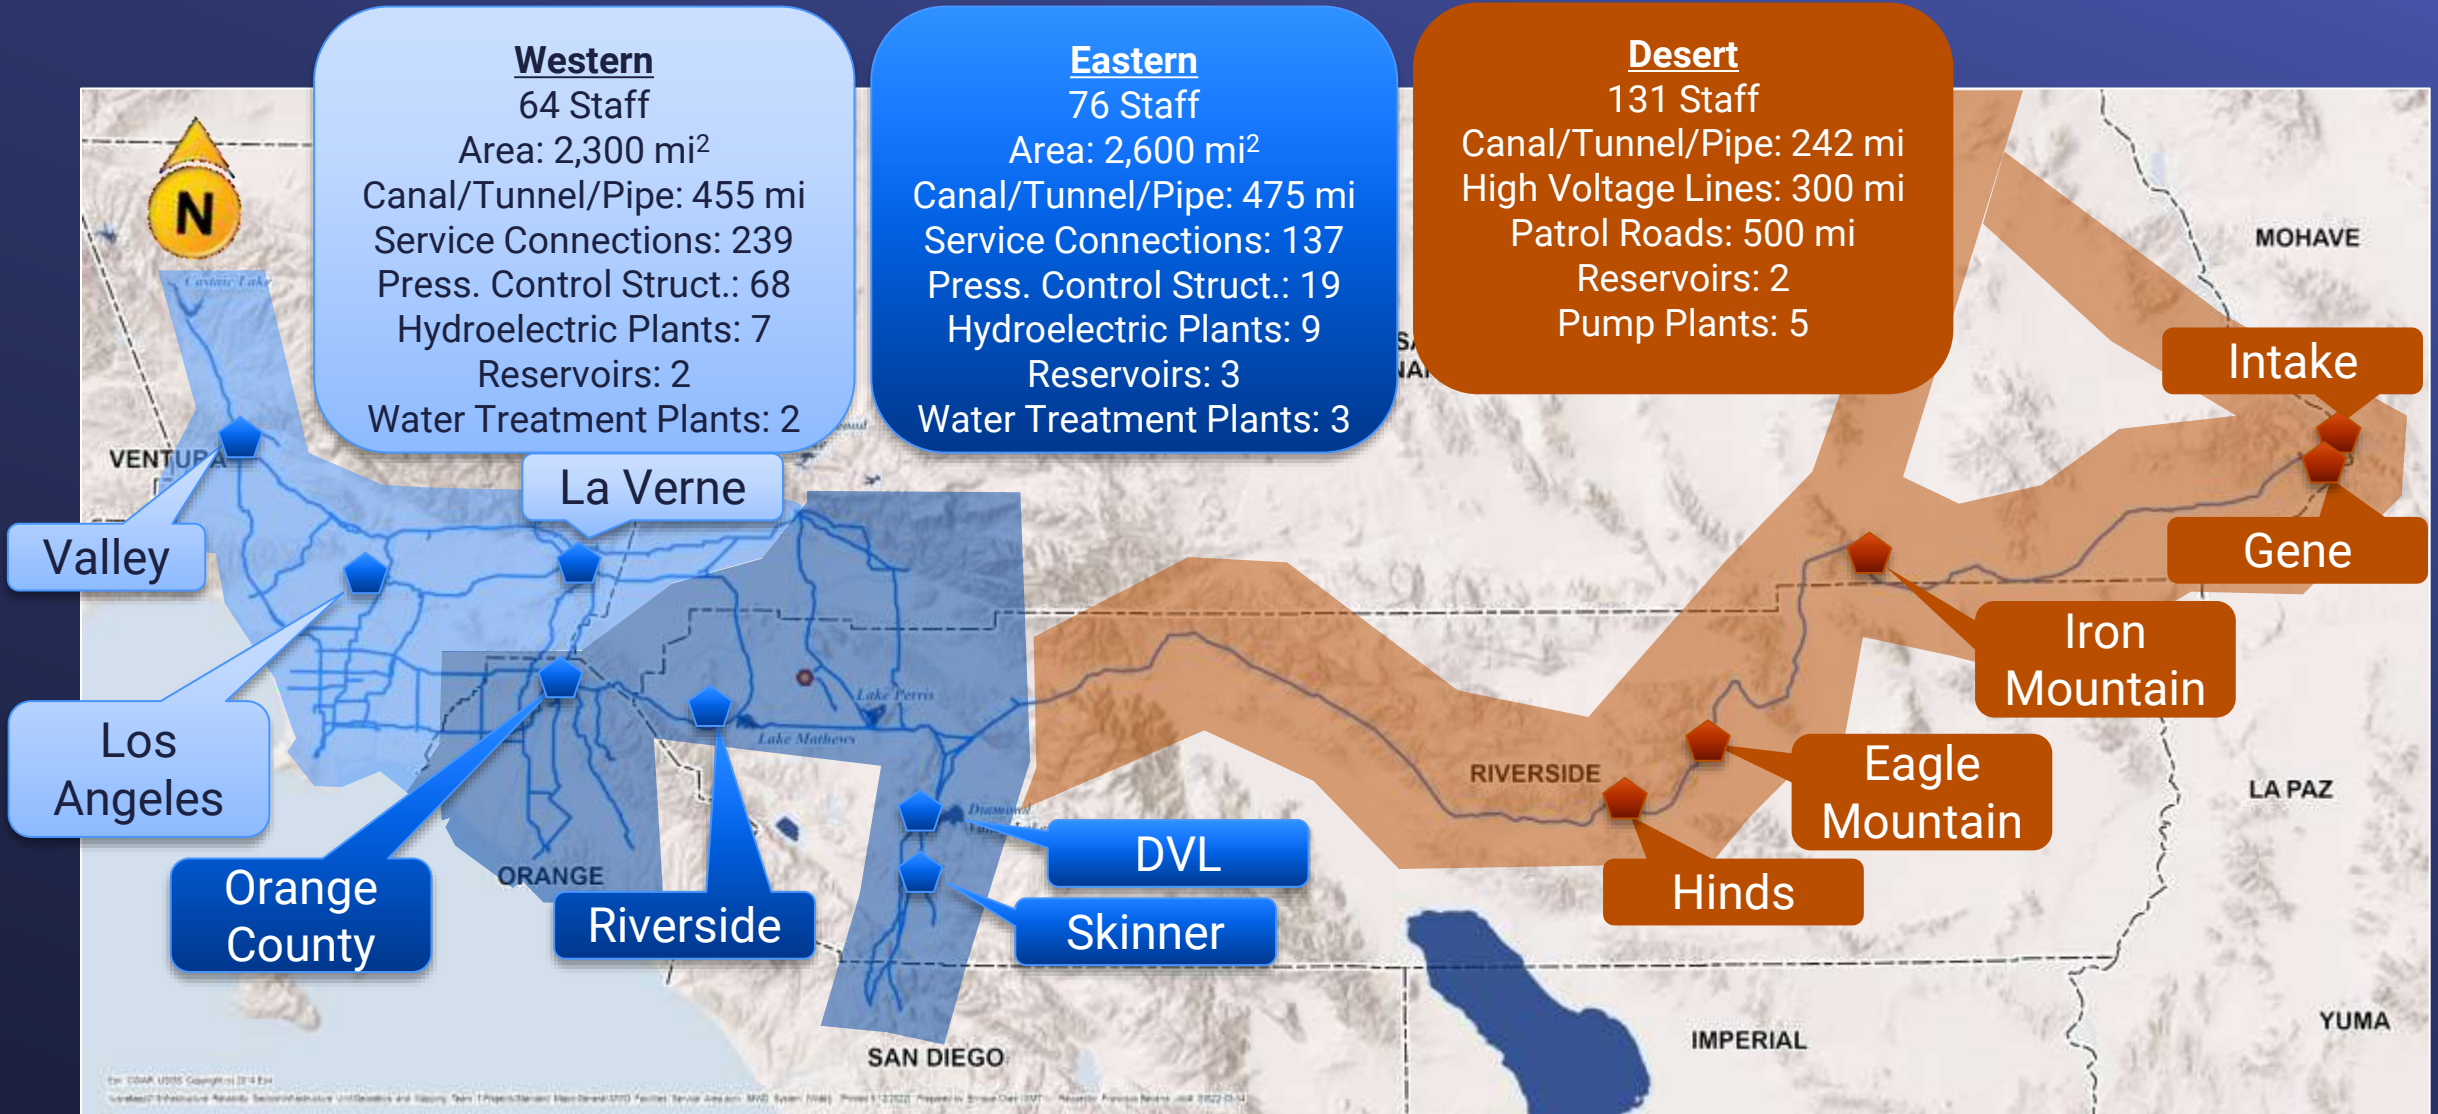 Western
64 Staff
Area: 2,300 mi²
Canal/Tunnel/Pipe: 455 mi
Service Connections: 239
Press. Control Struct.: 68
Hydroelectric Plants: 7
Reservoirs: 2
Water Treatment Plants: 2
Eastern
76 Staff
Area: 2,600 mi²
Canal/Tunnel/Pipe: 475 mi
Service Connections: 137
Press. Control Struct.: 19
Hydroelectric Plants: 9
Reservoirs: 3
Water Treatment Plants: 3
Desert
131 Staff
Canal/Tunnel/Pipe: 242 mi
High Voltage Lines: 300 mi
Patrol Roads: 500 mi
Reservoirs: 2
Pump Plants: 5
N
Castaic Lake
MOHAVE
Intake
VENTURA
La Verne
Valley
Gene
Iron
Mountain
Los
Angeles
Lake Perris
Lake Mathews
RIVERSIDE
Eagle
Mountain
LA PAZ
Diamond
DVL
Orange
County
ORANGE
Riverside
Hinds
Skinner
SAN DIEGO
IMPERIAL
YUMA